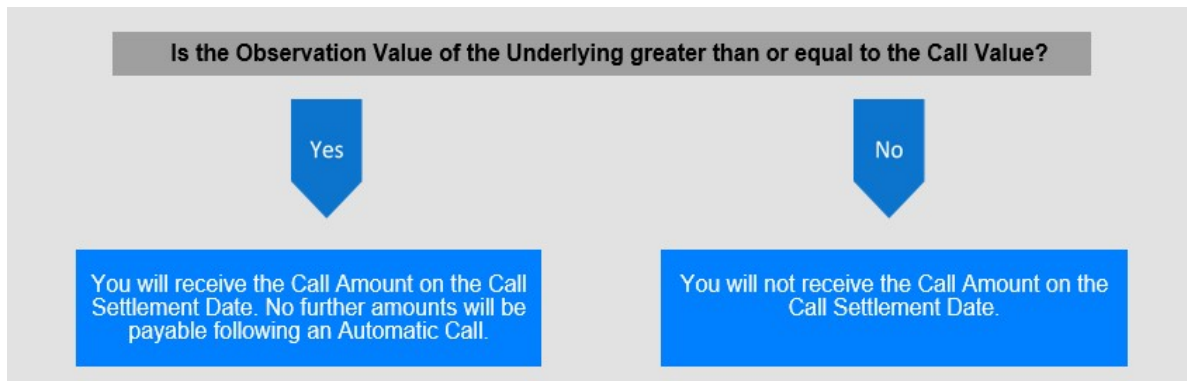 Is the Observation Value of the Underlying greater than or equal to the Call Value?
Yes
No
You will receive the Call Amount on the Call
Settlement Date. No further amounts will be
payable following an Automatic Call.
You will not receive the Call Amount on the
Call Settlement Date.